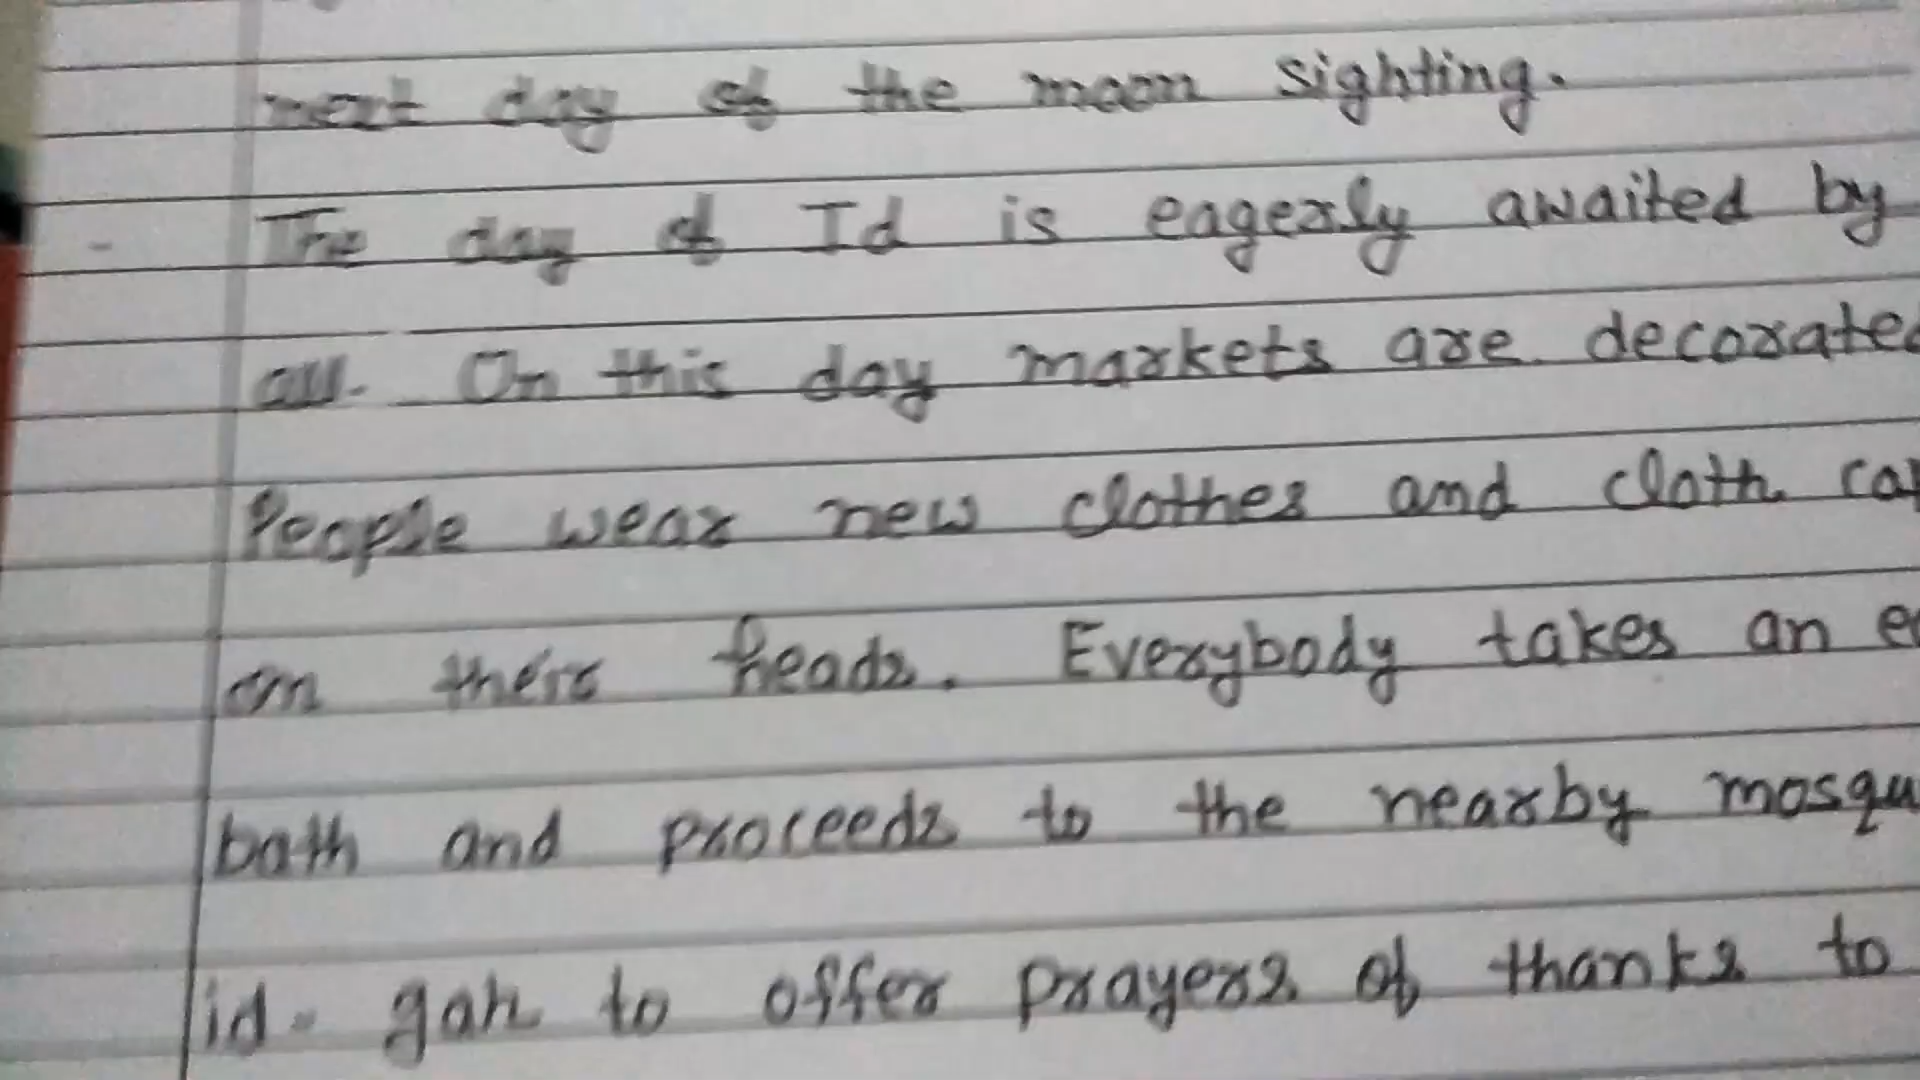 next day of the moon sighting.
The day of Id is eagerly awaited by
all. On this day markets are decorated
People wear new clothes and cloth
on their heads. Everybody takes an
bath and proceeds to the nearby
id-gah to offer prayers of thanks to